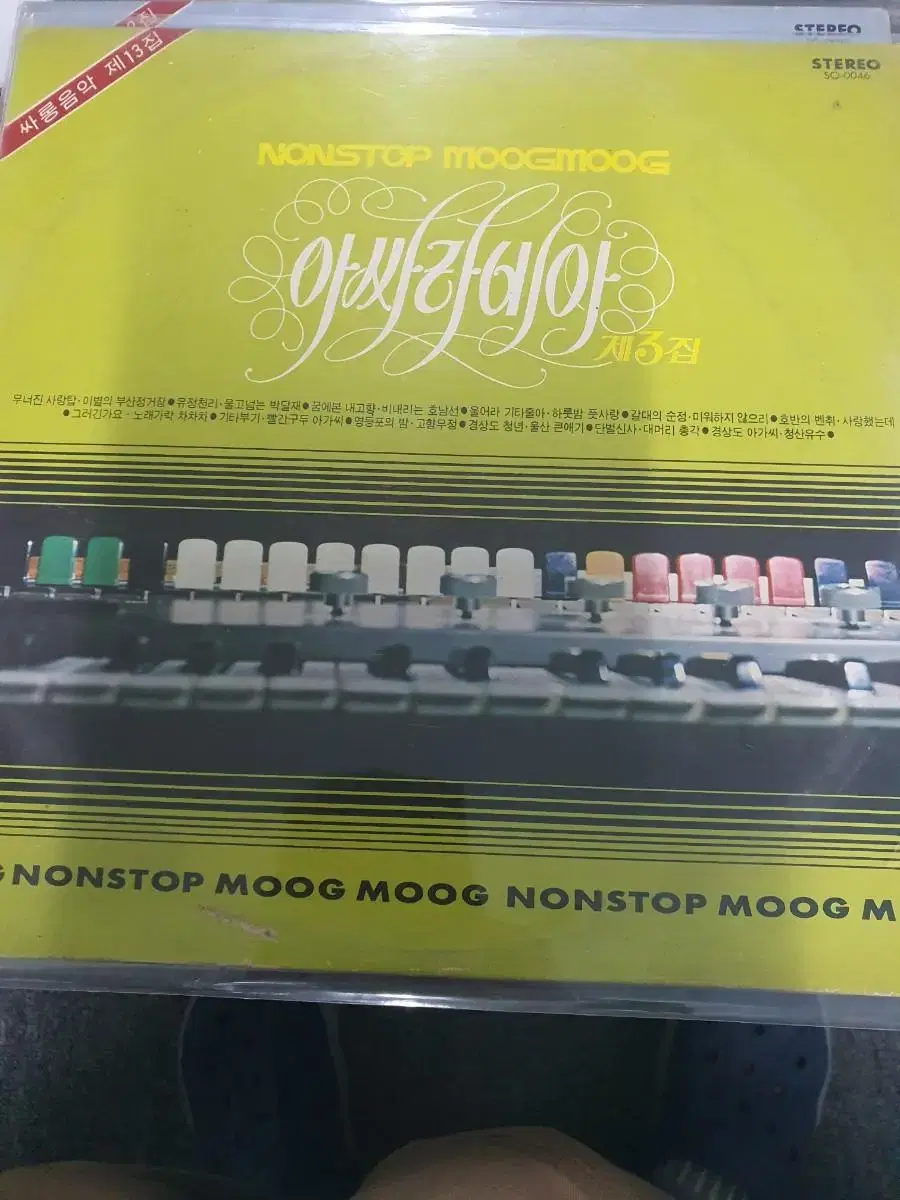 2집
STEREO
싸롱음악 제13집
STEREO
SO-0046
NONSTOP MOOGMOOG
아싸라비아
제3집
무너진 사랑탑·이별의 부산정거장●유정천리·울고넘는 박달재●꿈에본 내고향·비내리는 호남선●울어라 기타줄아·하룻밤 풋사랑●갈대의 순정·미워하지 않으리●호반의 벤취·사랑했는데
●그러긴가요·노래가락 차차차●기타부기·빨간구두 아가씨●영등포의 밤·고향무정●경상도 청년·울산 큰애기●단벌신사·대머리 총각●경상도 아가씨·청산유수●
G NONSTOP MOOG MOOG NONSTOP MOOG M